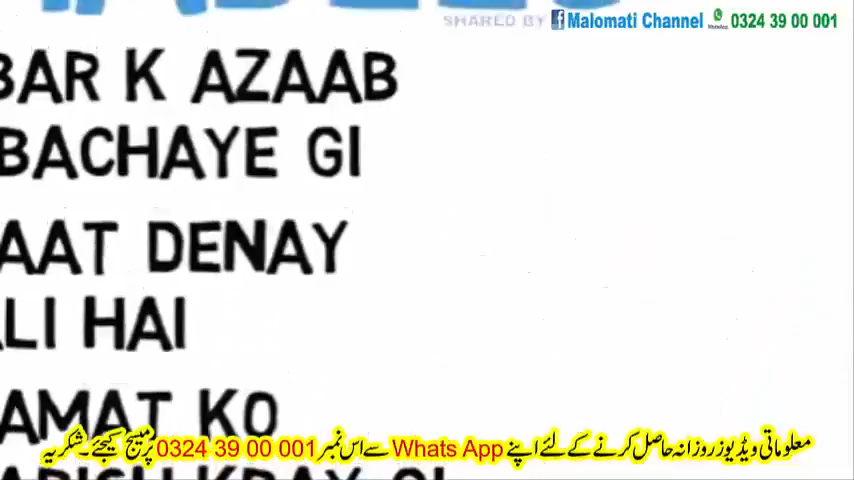 SHARED BY Malomati Channel 0324 39 00 001
BAR K AZAAB
BACHAYE GI
AAT DENAY
LI HAI
AMAT KO
معلوماتی ویڈیوز روزانہ حاصل کرنے کے لئے اپنے Whats App سے اس نمبر 0324 39 00 001 پر میسج کیجئے۔ شکریہ